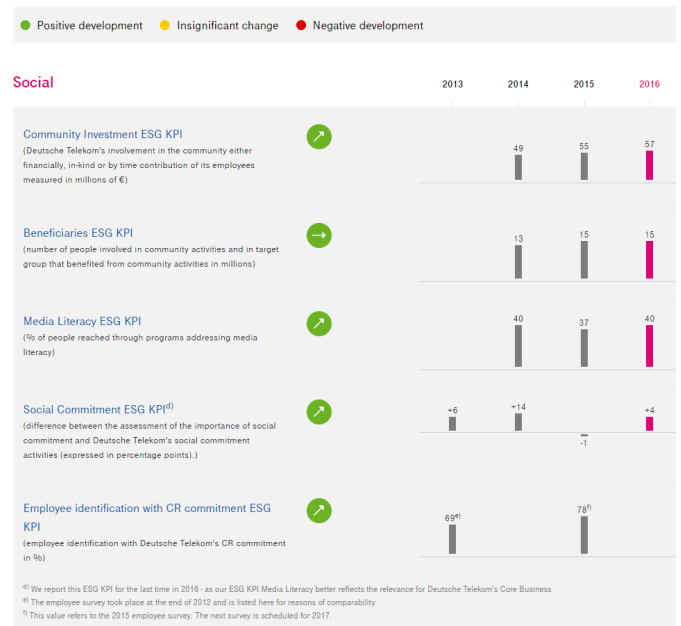 Positive development Insignificant change Negative development
Social 2013 2014 2015 2016
Community Investment ESG KPI
(Deutsche Telekom's involvement in the community either
financially, in-kind or by time contribution of its employees
measured in millions of €)
49 55 57
Beneficiaries ESG KPI
(number of people involved in community activities and in target
group that benefited from community activities in millions)
13 15 15
Media Literacy ESG KPI
(% of people reached through programs addressing media
literacy)
40 37 40
Social Commitment ESG KPI d)
(difference between the assessment of the importance of social
commitment and Deutsche Telekom's social commitment
activities (expressed in percentage points).)
+6 +14 -1 +4
Employee identification with CR commitment ESG
KPI
(employee identification with Deutsche Telekom's CR commitment
in %)
69 e) 78 f)
d) We report this ESG KPI for the last time in 2016 - as our ESG KPI Media Literacy better reflects the relevance for Deutsche Telekom's Core Business
e) The employee survey took place at the end of 2012 and is listed here for reasons of comparability.
f) This value refers to the 2015 employee survey. The next survey is scheduled for 2017.